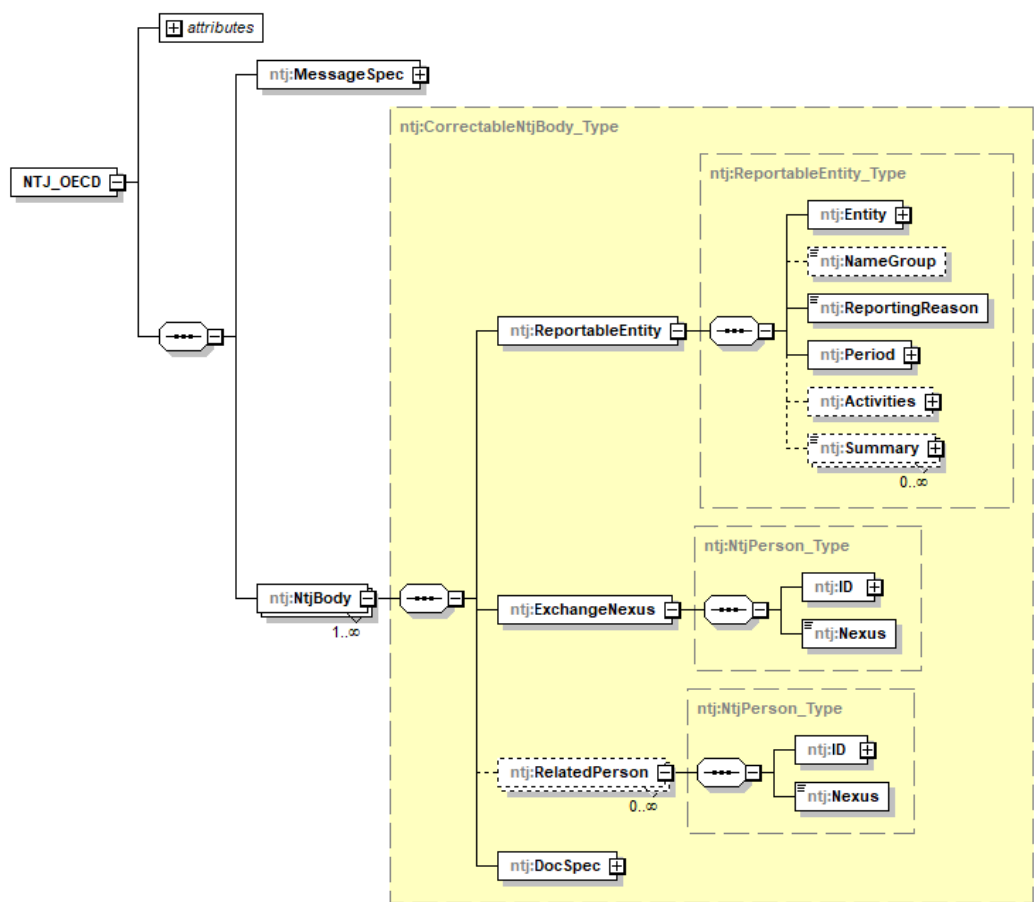 attributes
ntj:MessageSpec
ntj:CorrectableNtjBody_Type
ntj:ReportableEntity_Type
NTJ_OECD
ntj:Entity
ntj:NameGroup
ntj:ReportingReason
ntj:ReportableEntity
ntj:Period
ntj:Activities
ntj:Summary
0..∞
ntj:NtjPerson_Type
ntj:ID
ntj:NtjBody
1..∞
ntj:ExchangeNexus
ntj:Nexus
ntj:NtjPerson_Type
ntj:ID
ntj:RelatedPerson
0..∞
ntj:Nexus
ntj:DocSpec